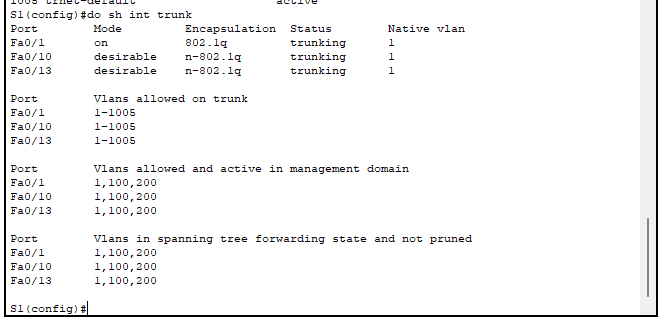 active
S1(config)#do sh int trunk
Port        Mode         Encapsulation  Status        Native vlan
Fa0/1       on           802.1q         trunking      1
Fa0/10      desirable    n-802.1q       trunking      1
Fa0/13      desirable    n-802.1q       trunking      1
Port        Vlans allowed on trunk
Fa0/1       1-1005
Fa0/10      1-1005
Fa0/13      1-1005
Port        Vlans allowed and active in management domain
Fa0/1       1,100,200
Fa0/10      1,100,200
Fa0/13      1,100,200
Port        Vlans in spanning tree forwarding state and not pruned
Fa0/1       1,100,200
Fa0/10      1,100,200
Fa0/13      1,100,200
S1(config)#